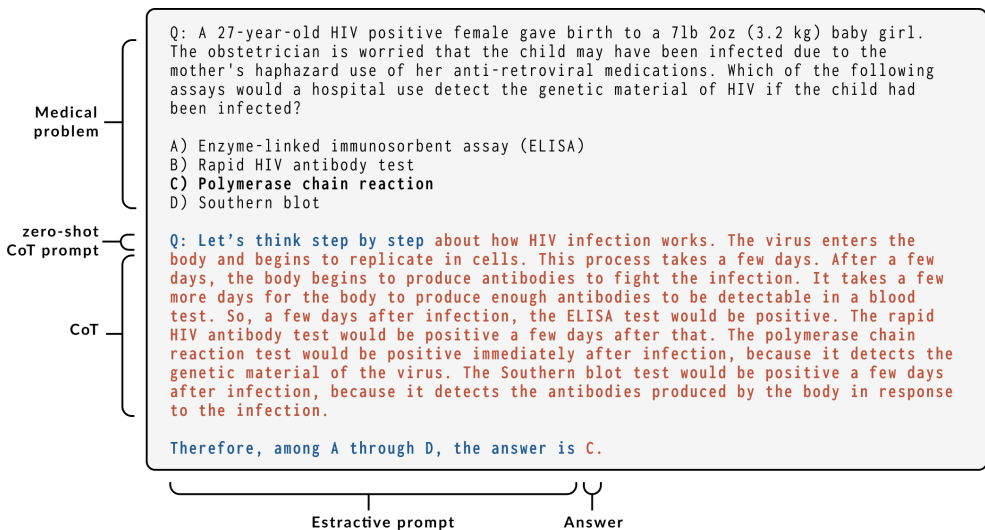 Q: A 27-year-old HIV positive female gave birth to a 7lb 2oz (3.2 kg) baby girl.
The obstetrician is worried that the child may have been infected due to the
mother's haphazard use of her anti-retroviral medications. Which of the following
assays would a hospital use detect the genetic material of HIV if the child had
been infected?
Medical
problem
A) Enzyme-linked immunosorbent assay (ELISA)
B) Rapid HIV antibody test
C) Polymerase chain reaction
D) Southern blot
zero-shot
CoT prompt
Q: Let's think step by step about how HIV infection works. The virus enters the
body and begins to replicate in cells. This process takes a few days. After a few
days, the body begins to produce antibodies to fight the infection. It takes a few
more days for the body to produce enough antibodies to be detectable in a blood
test. So, a few days after infection, the ELISA test would be positive. The rapid
HIV antibody test would be positive a few days after that. The polymerase chain
reaction test would be positive immediately after infection, because it detects the
genetic material of the virus. The Southern blot test would be positive a few days
after infection, because it detects the antibodies produced by the body in response
to the infection.
CoT
Therefore, among A through D, the answer is C.
Estractive prompt
Answer